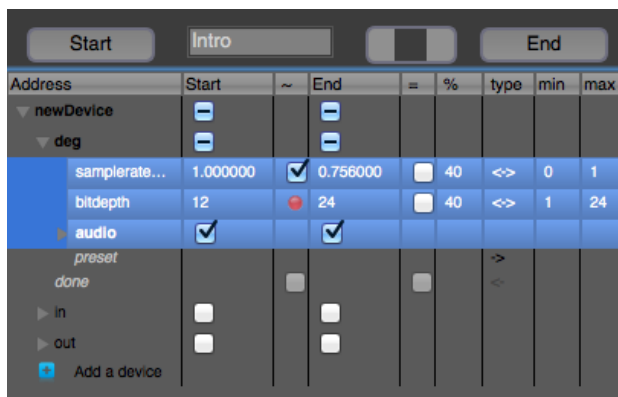 Start Intro End
Address Start ~ End = % type min max
newDevice
deg
samplerate... 1.000000 0.756000 40 <-> 0 1
bitdepth 12 24 40 <-> 1 24
audio
preset ->
done <-
in
out
Add a device